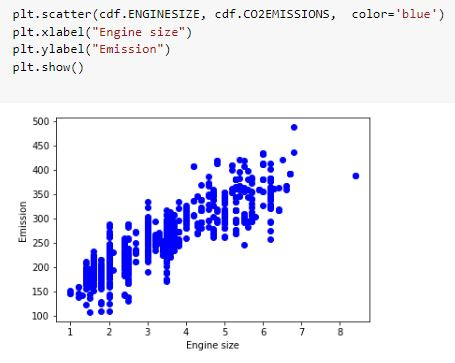 plt.scatter(cdf.ENGINESIZE, cdf.CO2EMISSIONS,  color='blue')
plt.xlabel("Engine size")
plt.ylabel("Emission")
plt.show()
500
450
400
350
300
250
200
150
100
Emission
1 2 3 4 5 6 7 8
Engine size